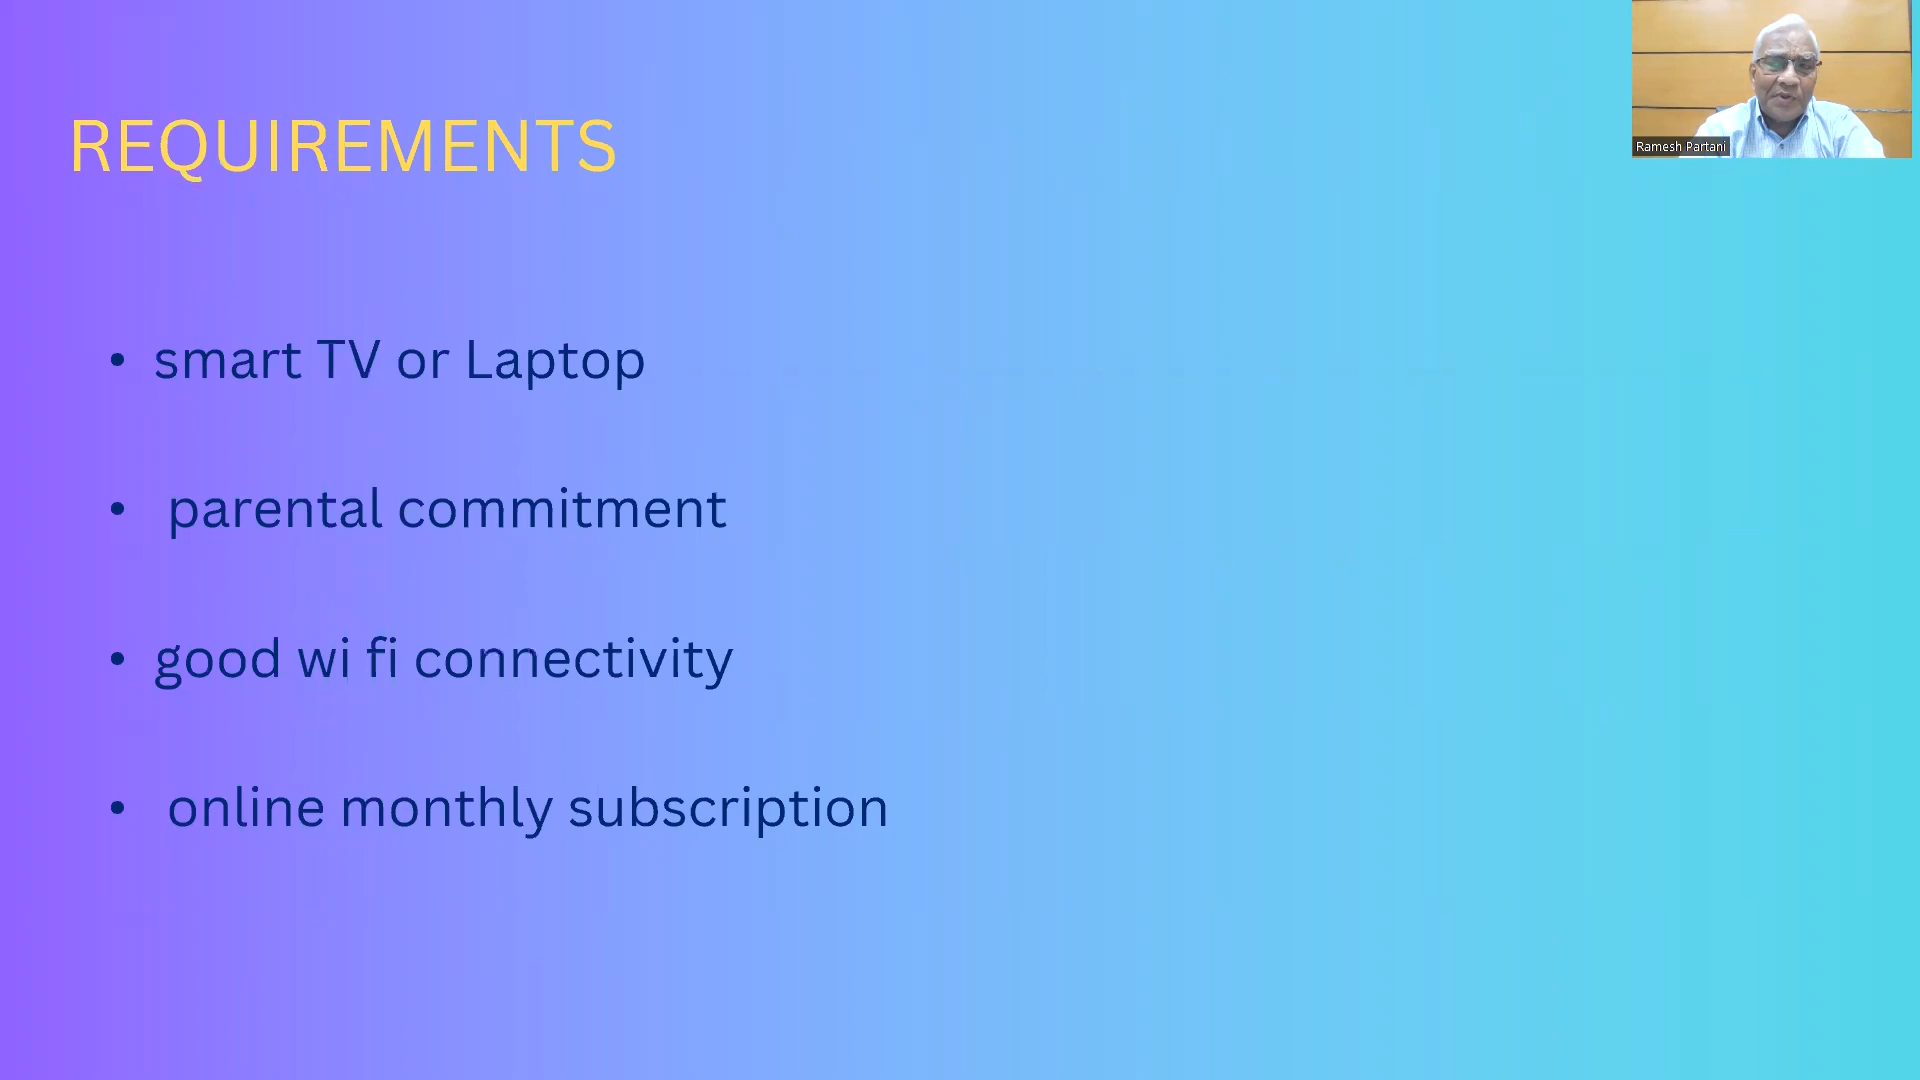 REQUIREMENTS
Ramesh Partani
• smart TV or Laptop
• parental commitment
• good wi fi connectivity
• online monthly subscription